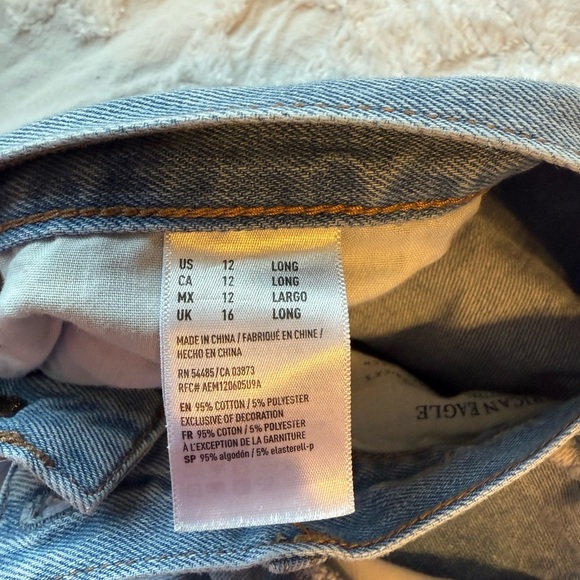 US 12 LONG
CA 12 LONG
MX 12 LARGO
UK 16 LONG
MADE IN CHINA / FABRIQUÉ EN CHINE /
HECHO EN CHINA
RN 54485/CA 03873
RFC# AEM120605U9A
EN 95% COTTON / 5% POLYESTER
EXCLUSIVE OF DECORATION
FR 95% COTON / 5% POLYESTER
À L'EXCEPTION DE LA GARNITURE
SP 95% algodón / 5% elasterell-p
RICAN EAGLE